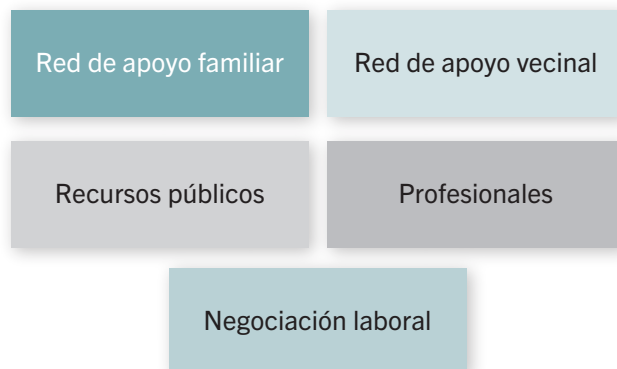 Red de apoyo familiar
Red de apoyo vecinal
Recursos públicos
Profesionales
Negociación laboral